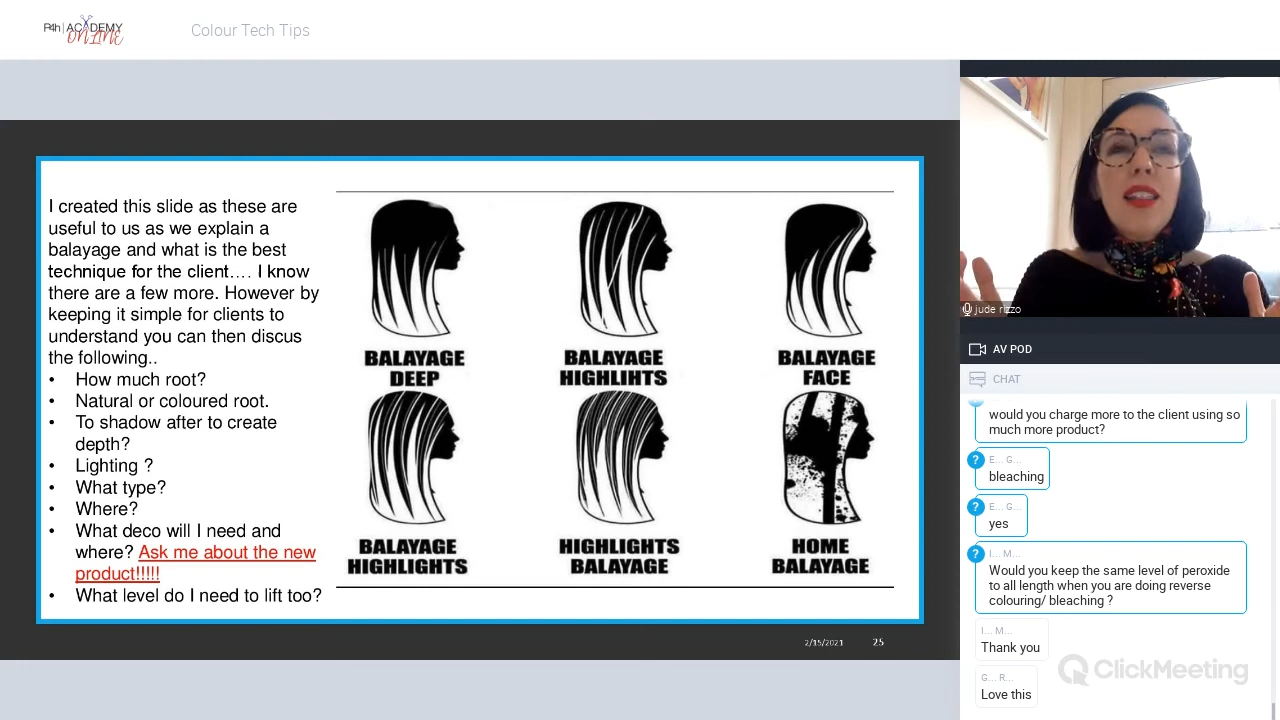 P4h | ACADEMY
ONLINE
Colour Tech Tips
I created this slide as these are
useful to us as we explain a
balayage and what is the best
technique for the client…. I know
there are a few more. However by
keeping it simple for clients to
understand you can then discus
the following..
• How much root?
• Natural or coloured root.
• To shadow after to create
depth?
• Lighting ?
• What type?
• Where?
• What deco will I need and
where? Ask me about the new
product!!!!!
• What level do I need to lift too?
BALAYAGE
DEEP
BALAYAGE
HIGHLIHTS
BALAYAGE
FACE
BALAYAGE
HIGHLIGHTS
HIGHLIGHTS
BALAYAGE
HOME
BALAYAGE
2/15/2021 25
jude rizzo
AV POD
CHAT
would you charge more to the client using so
much more product?
? E... G...
bleaching
? E... G...
yes
? I... M...
Would you keep the same level of peroxide
to all length when you are doing reverse
colouring/ bleaching ?
I... M...
Thank you
G... R...
Love this
ClickMeeting